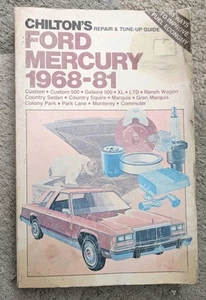 CHILTON'S
REPAIR & TUNE-UP GUIDE
FORD
MERCURY
1968-81
Custom • Custom 500 • Galaxie 500 • XL • LTD • Ranch Wagon
Country Sedan • Country Squire • Marquis • Gran Marquis
Colony Park • Park Lane • Monterey • Commuter